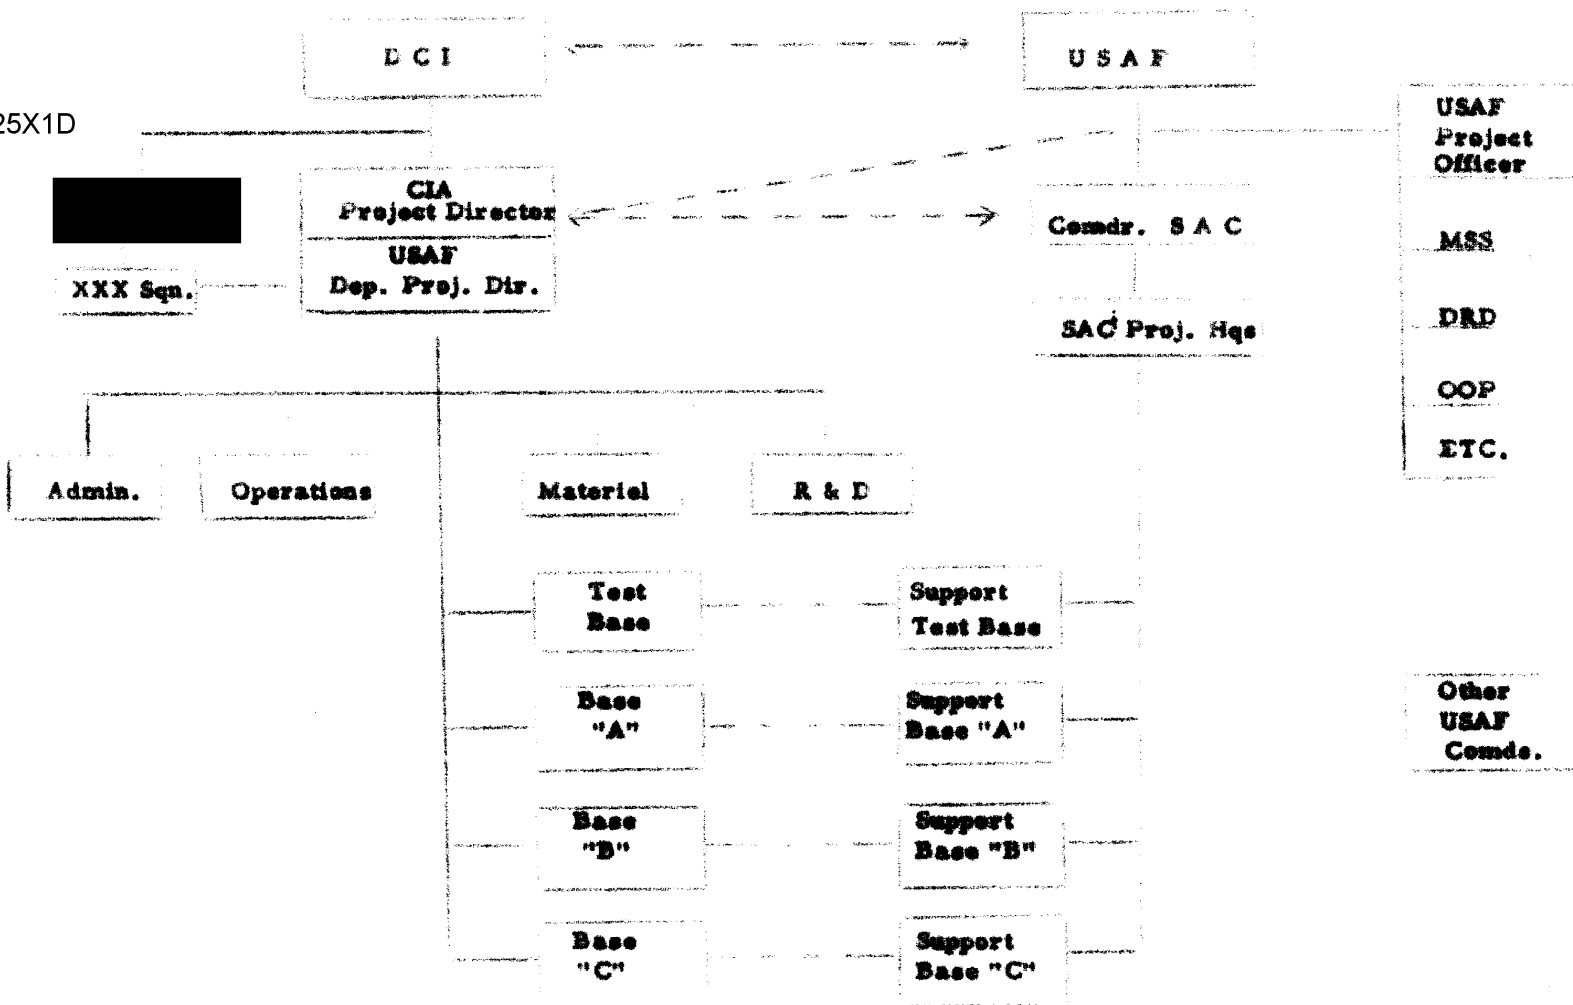 D C I
U S A F
25X1D
USAF
Project
Officer
CIA
Project Director
USAF
Dep. Proj. Dir.
XXX Sqn.
Comdr. S A C
SAC Proj. Hqs
MSS
DRD
OOP
ETC.
Admin.
Operations
Materiel
R & D
Test
Base
Support
Test Base
Base
"A"
Support
Base "A"
Other
USAF
Comds.
Base
"B"
Support
Base "B"
Base
"C"
Support
Base "C"